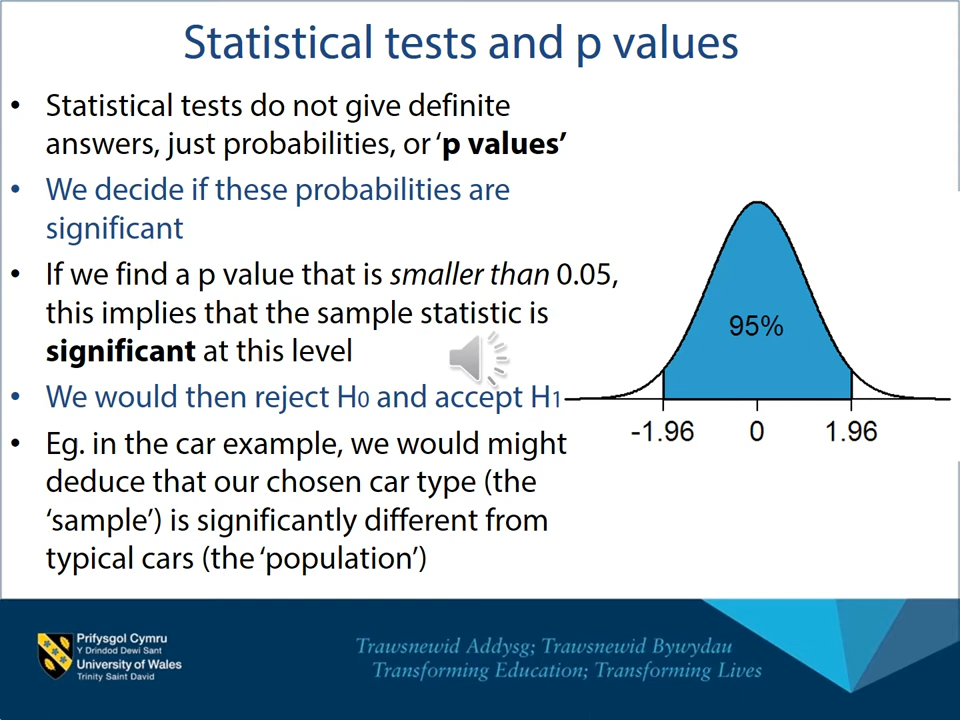 Statistical tests and p values
• Statistical tests do not give definite
answers, just probabilities, or ‘p values’
• We decide if these probabilities are
significant
• If we find a p value that is smaller than 0.05,
this implies that the sample statistic is
significant at this level
• We would then reject H0 and accept H1
• Eg. in the car example, we would might
deduce that our chosen car type (the
‘sample’) is significantly different from
typical cars (the ‘population’)
95%
-1.96 0 1.96
Prifysgol Cymru
Y Drindod Dewi Sant
University of Wales
Trinity Saint David
Trawsnewid Addysg; Trawsnewid Bywydau
Transforming Education; Transforming Lives